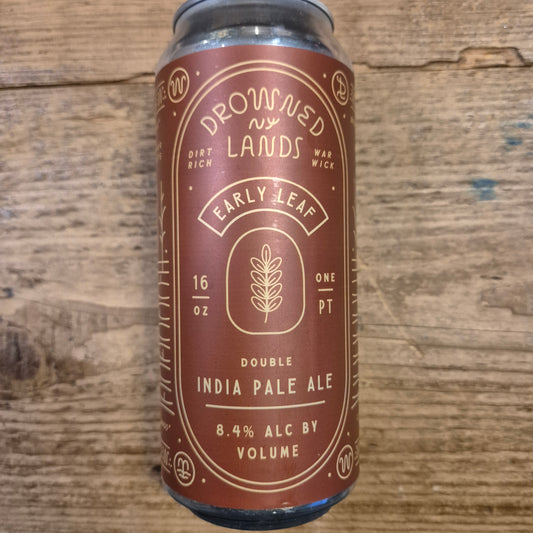 DROWNED
NY
LANDS
DIRT
RICH
WAR
WICK
EARLY LEAF
16
OZ
ONE
PT
DOUBLE
INDIA PALE ALE
8.4% ALC BY
VOLUME
W
D
W